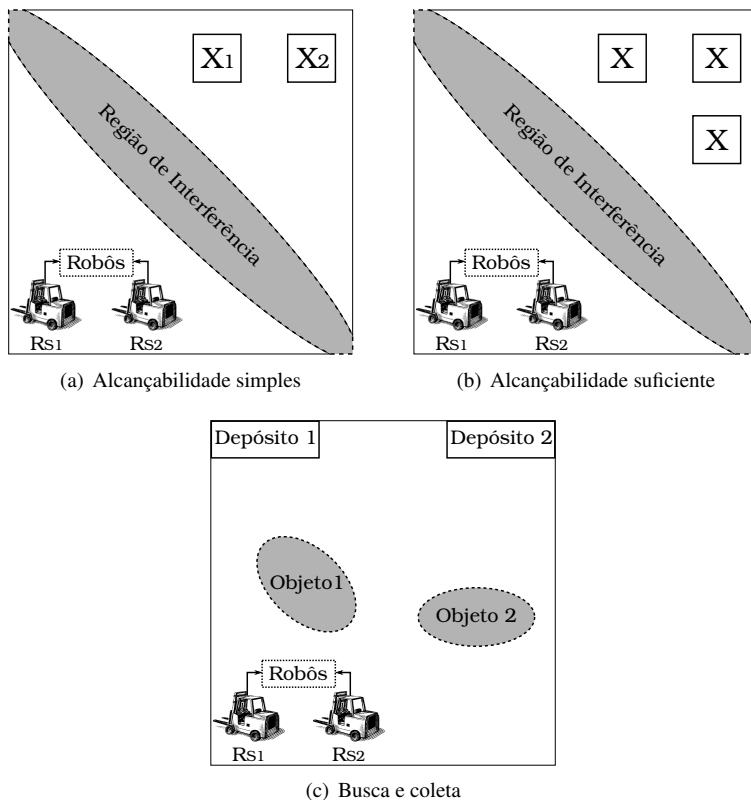 X1
X2
Região de Interferência
Robôs
RS1
RS2
(a) Alcançabilidade simples
X
X
X
Região de Interferência
Robôs
RS1
RS2
(b) Alcançabilidade suficiente
Depósito 1
Depósito 2
Objeto1
Objeto 2
Robôs
RS1
RS2
(c) Busca e coleta